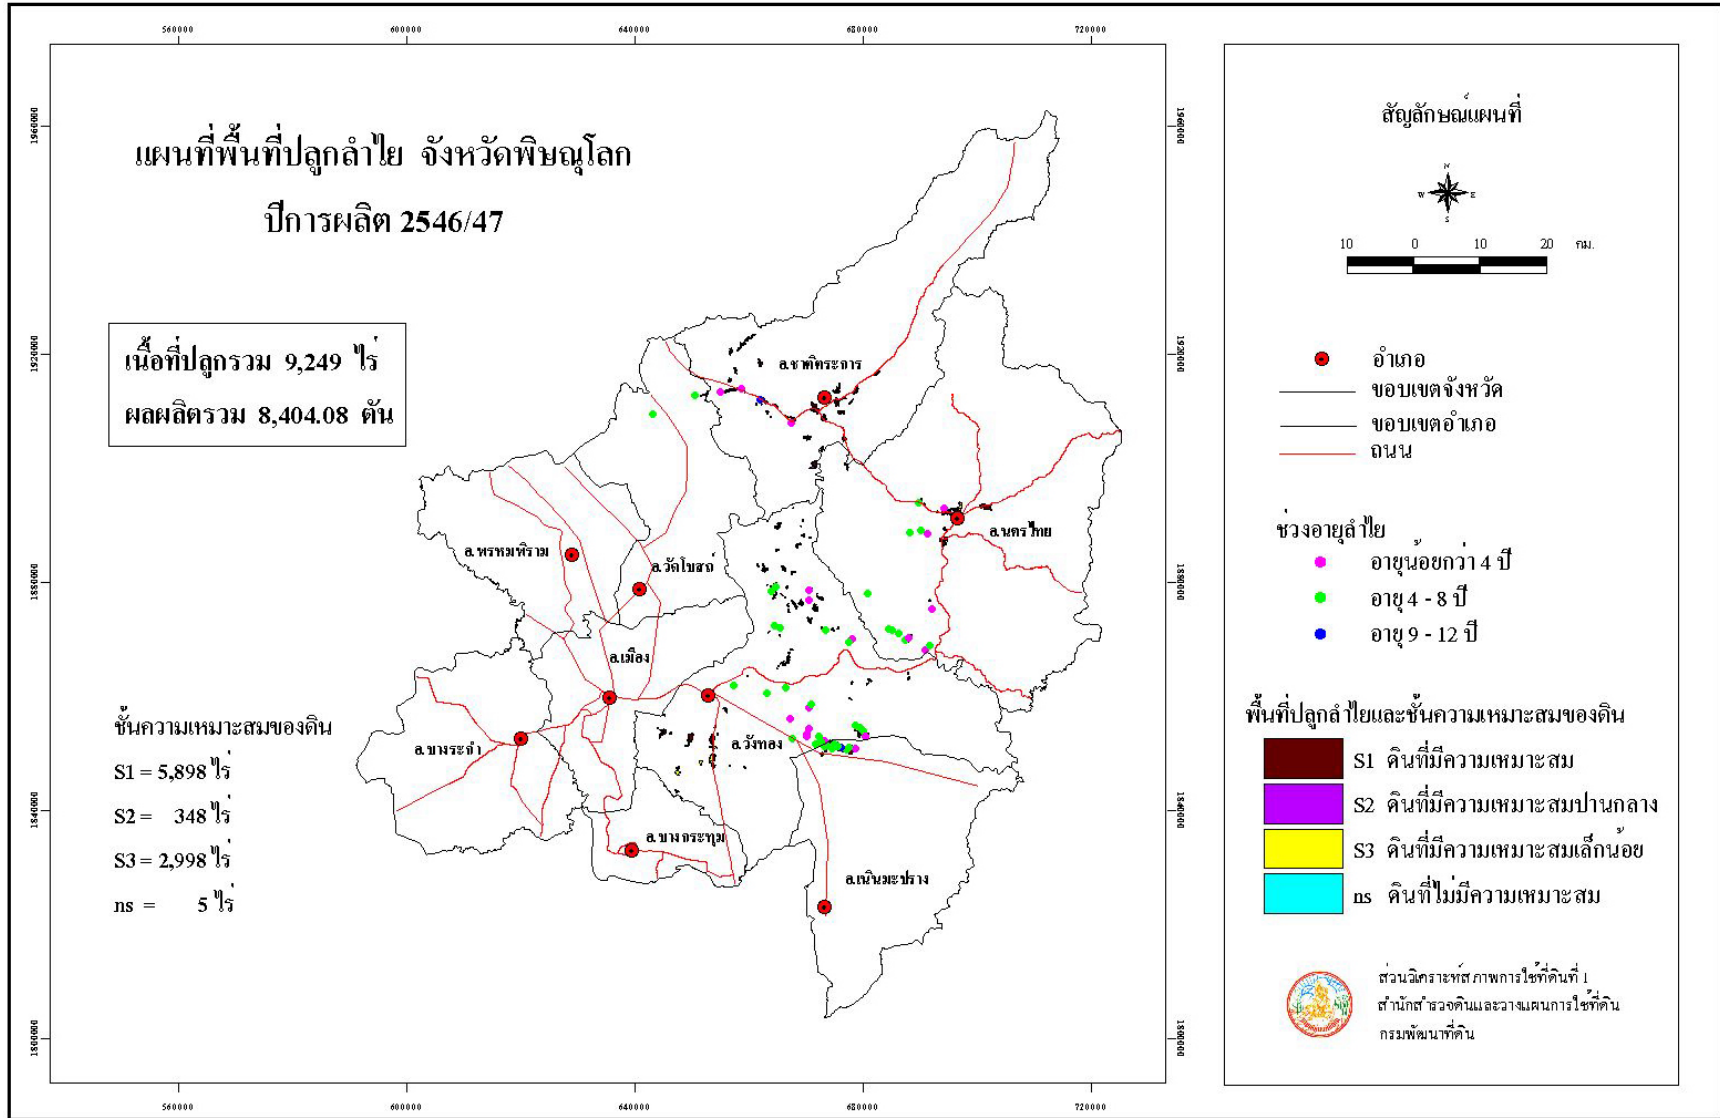 560000 600000 640000 680000 720000
แผนที่พื้นที่ปลูกลำไย จังหวัดพิษณุโลก
ปีการผลิต 2546/47
เนื้อที่ปลูกรวม 9,249 ไร่
ผลผลิตรวม 8,404.08 ตัน
1960000
1920000
1880000
1840000
1800000
1960000
1920000
1880000
1840000
1800000
อ.ชาติตระการ
อ.นครไทย
อ.พรหมพิราม
อ.วัดโบสถ์
อ.เมือง
อ.บางระกำ
อ.วังทอง
อ.บางกระทุ่ม
อ.เนินมะปราง
ชั้นความเหมาะสมของดิน
S1 = 5,898 ไร่
S2 = 348 ไร่
S3 = 2,998 ไร่
ns = 5 ไร่
560000 600000 640000 680000 720000
สัญลักษณ์แผนที่
N
W E
S
10 0 10 20 กม.
อำเภอ
ขอบเขตจังหวัด
ขอบเขตอำเภอ
ถนน
ช่วงอายุลำไย
อายุน้อยกว่า 4 ปี
อายุ 4 - 8 ปี
อายุ 9 - 12 ปี
พื้นที่ปลูกลำไยและชั้นความเหมาะสมของดิน
S1 ดินที่มีความเหมาะสม
S2 ดินที่มีความเหมาะสมปานกลาง
S3 ดินที่มีความเหมาะสมเล็กน้อย
ns ดินที่ไม่มีความเหมาะสม
ส่วนวิเคราะห์สภาพการใช้ที่ดินที่ 1
สำนักสำรวจดินและวางแผนการใช้ที่ดิน
กรมพัฒนาที่ดิน